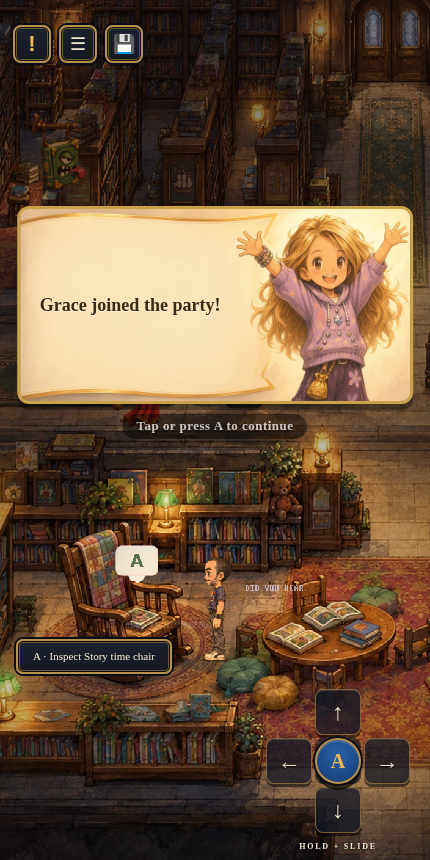 !
☰
Grace joined the party!
Tap or press A to continue
A
DID YOU HEAR
A · Inspect Story time chair
↑
← A →
↓
HOLD + SLIDE